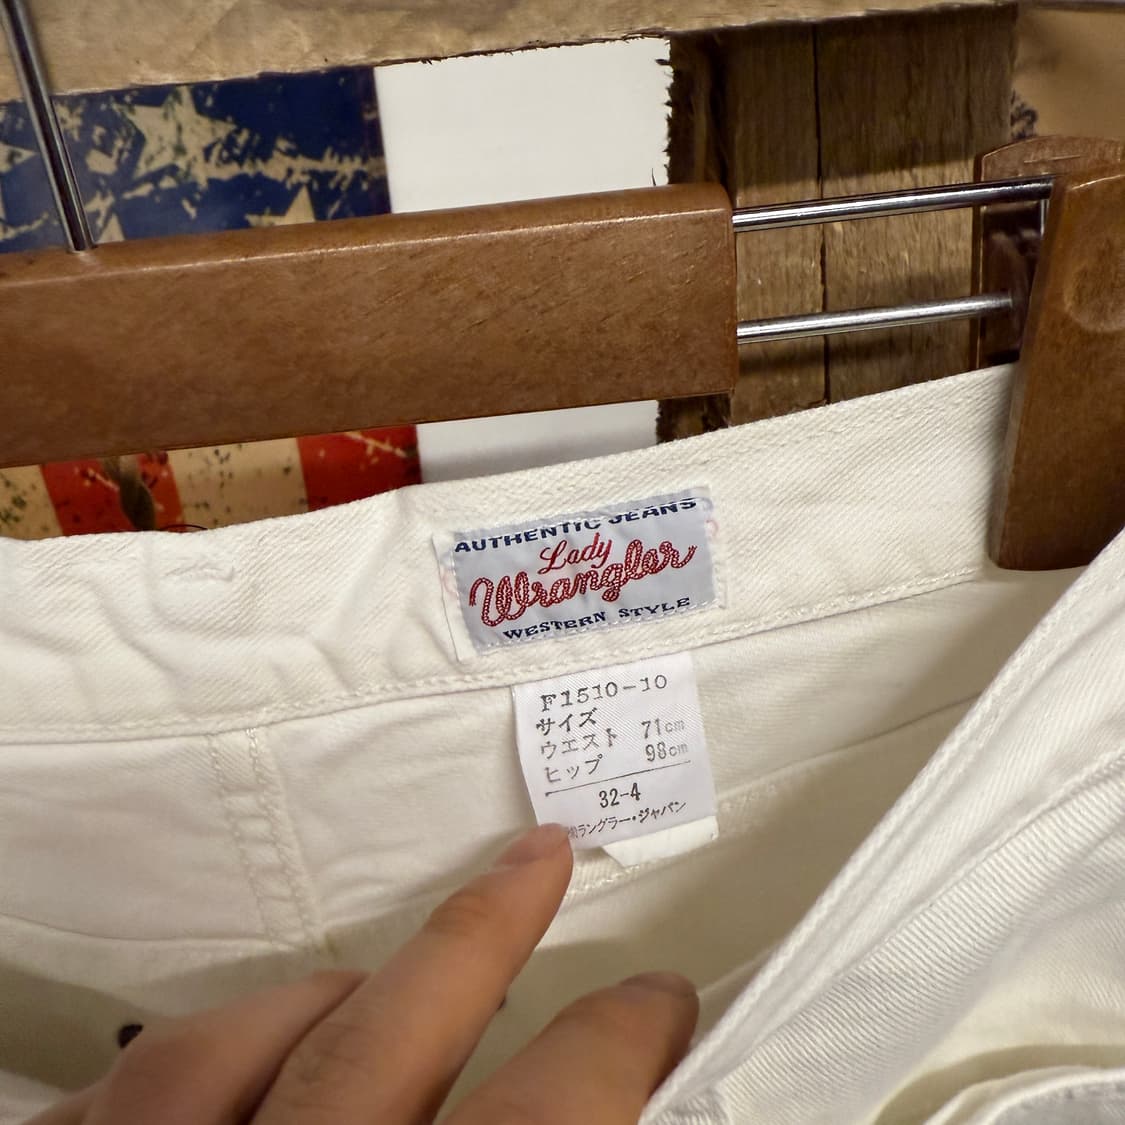 AUTHENTIC JEANS
Lady
Wrangler
WESTERN STYLE
F1510-10
サイズ
ウエスト 71cm
ヒップ 98cm
32-4
ラングラー・ジャパン